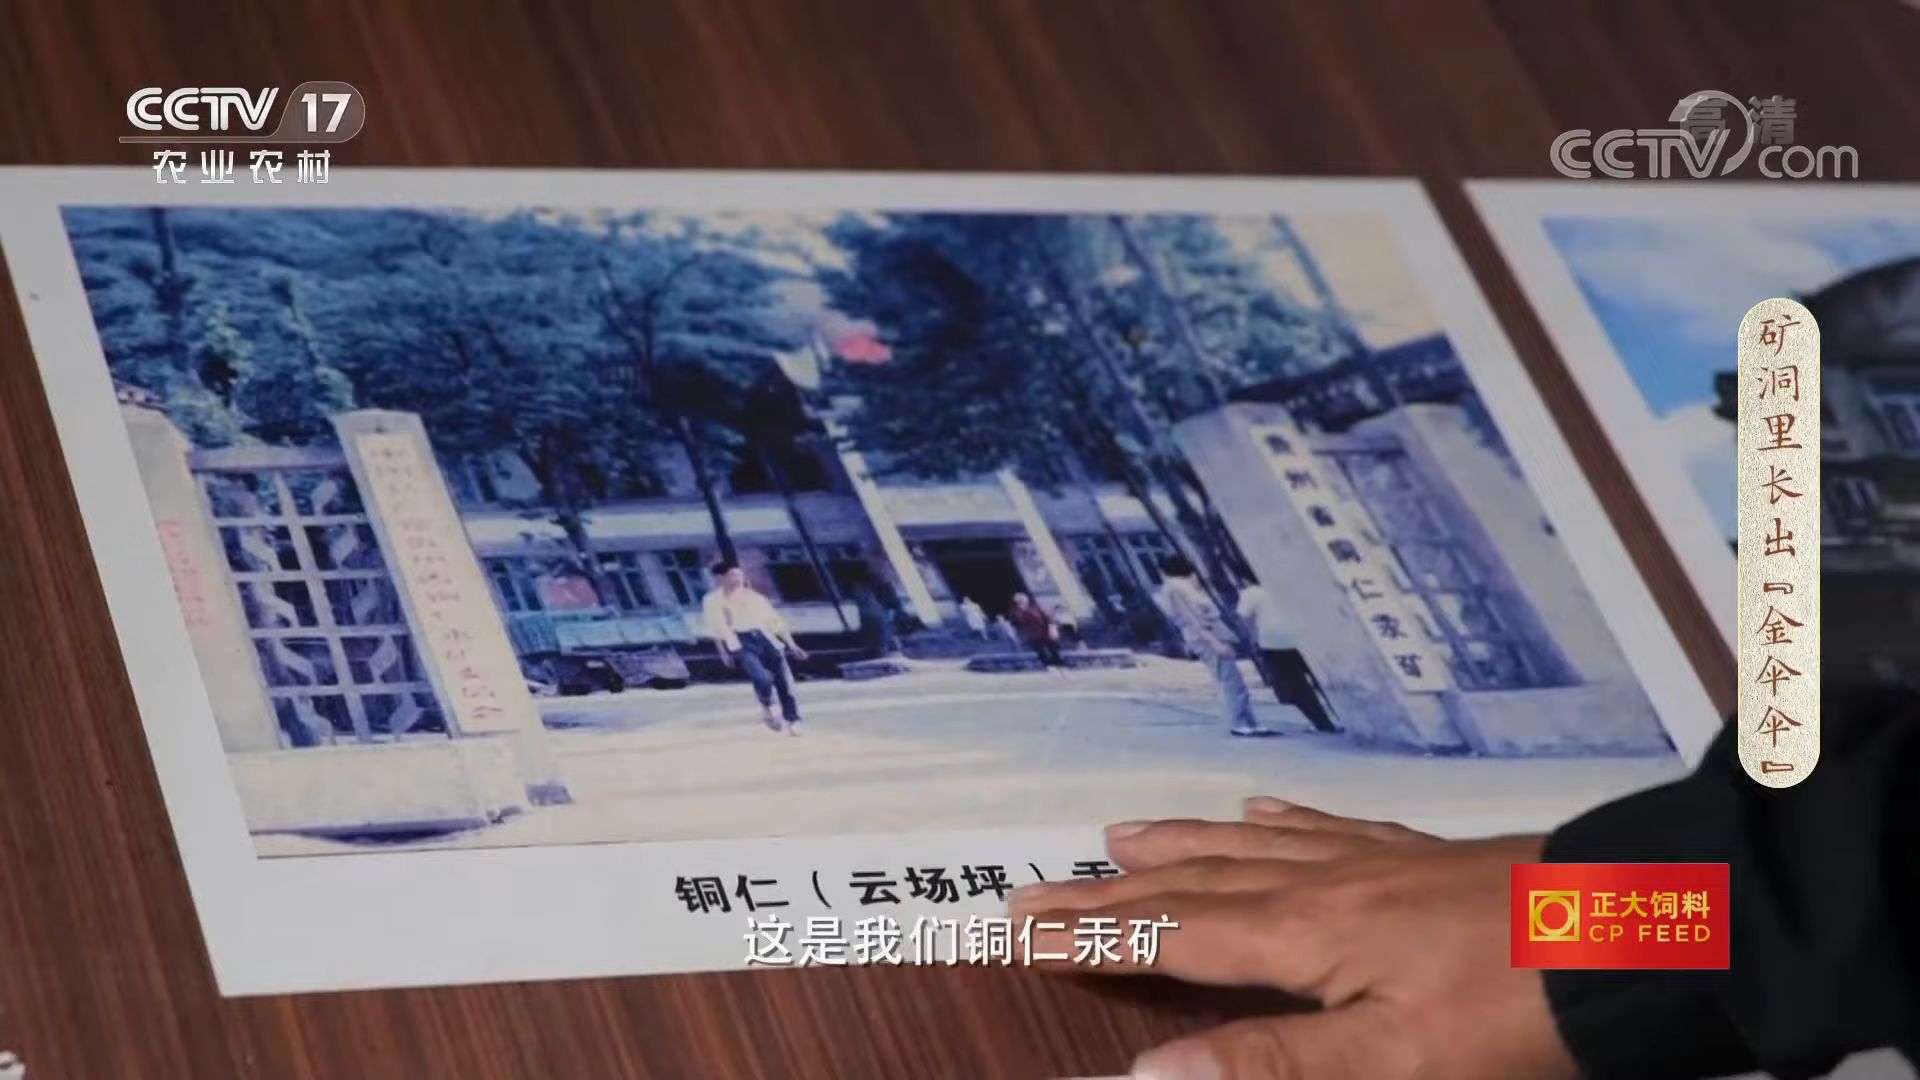 CCTV 17
农业农村
高清
CCTV com
矿洞里长出『金伞伞』
贵州省铜仁汞矿
铜仁（云场坪）汞
这是我们铜仁汞矿
正大饲料
CP FEED